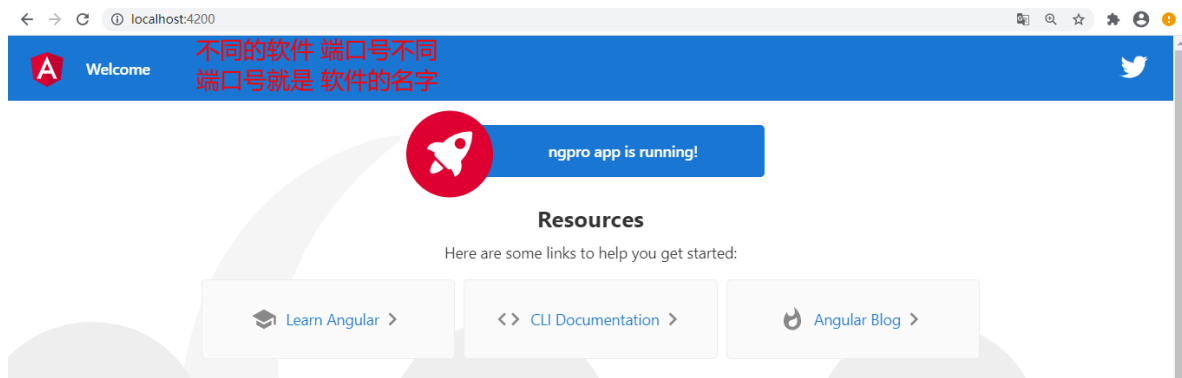 localhost:4200
不同的软件 端口号不同
Welcome
端口号就是 软件的名字
ngpro app is running!
Resources
Here are some links to help you get started:
Learn Angular
CLI Documentation
Angular Blog